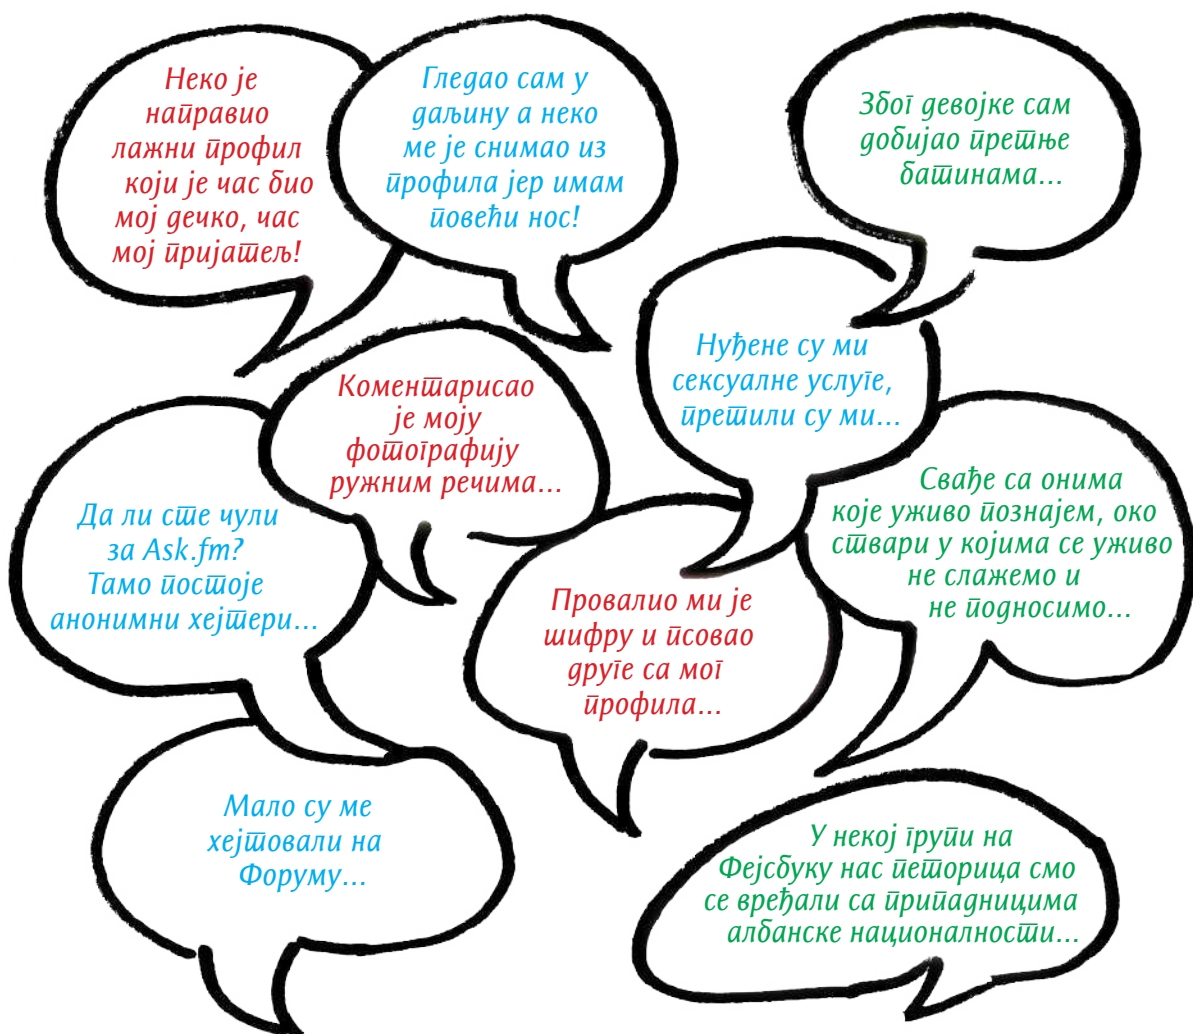 Неко је
направио
лажни профил
који је час био
мој дечко, час
мој пријатељ!
Гледао сам у
даљину а неко
ме је снимао из
профила јер имам
повећи нос!
Због девојке сам
добијао претње
батинама...
Нуђене су ми
сексуалне услуге,
претили су ми...
Коментарисао
је моју
фотографију
ружним речима...
Свађе са онима
које уживо познајем, око
ствари у којима се уживо
не слажемо и
не подносимо...
Да ли сте чули
за Ask.fm?
Тамо постоје
анонимни хејтери...
Провалио ми је
шифру и псовао
друге са мог
профила...
Мало су ме
хејтовали на
Форуму...
У некој групи на
Фејсбуку нас петорица смо
се вређали са припадницима
албанске националности...